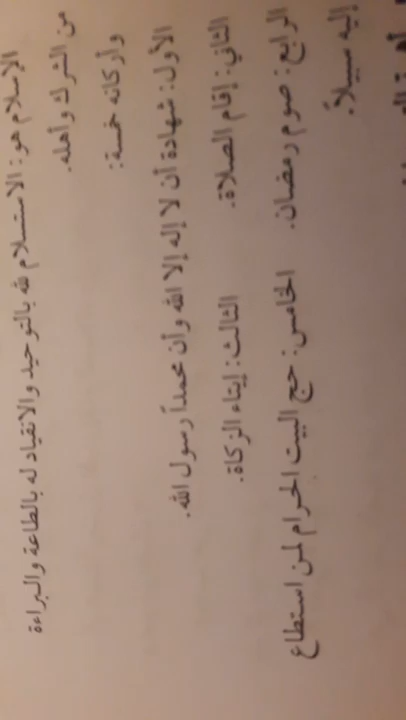 الإسلام هو: الاستسلام لله بالتوحيد والانقياد له بالطاعة والبراءة
من الشرك وأهله.
وأركانه خمسة:
الأول: شهادة أن لا إله إلا الله وأن محمداً رسول الله.
الثاني: إقام الصلاة. الثالث: إيتاء الزكاة.
الرابع: صوم رمضان. الخامس: حج البيت الحرام لمن استطاع
إليه سبيلاً.